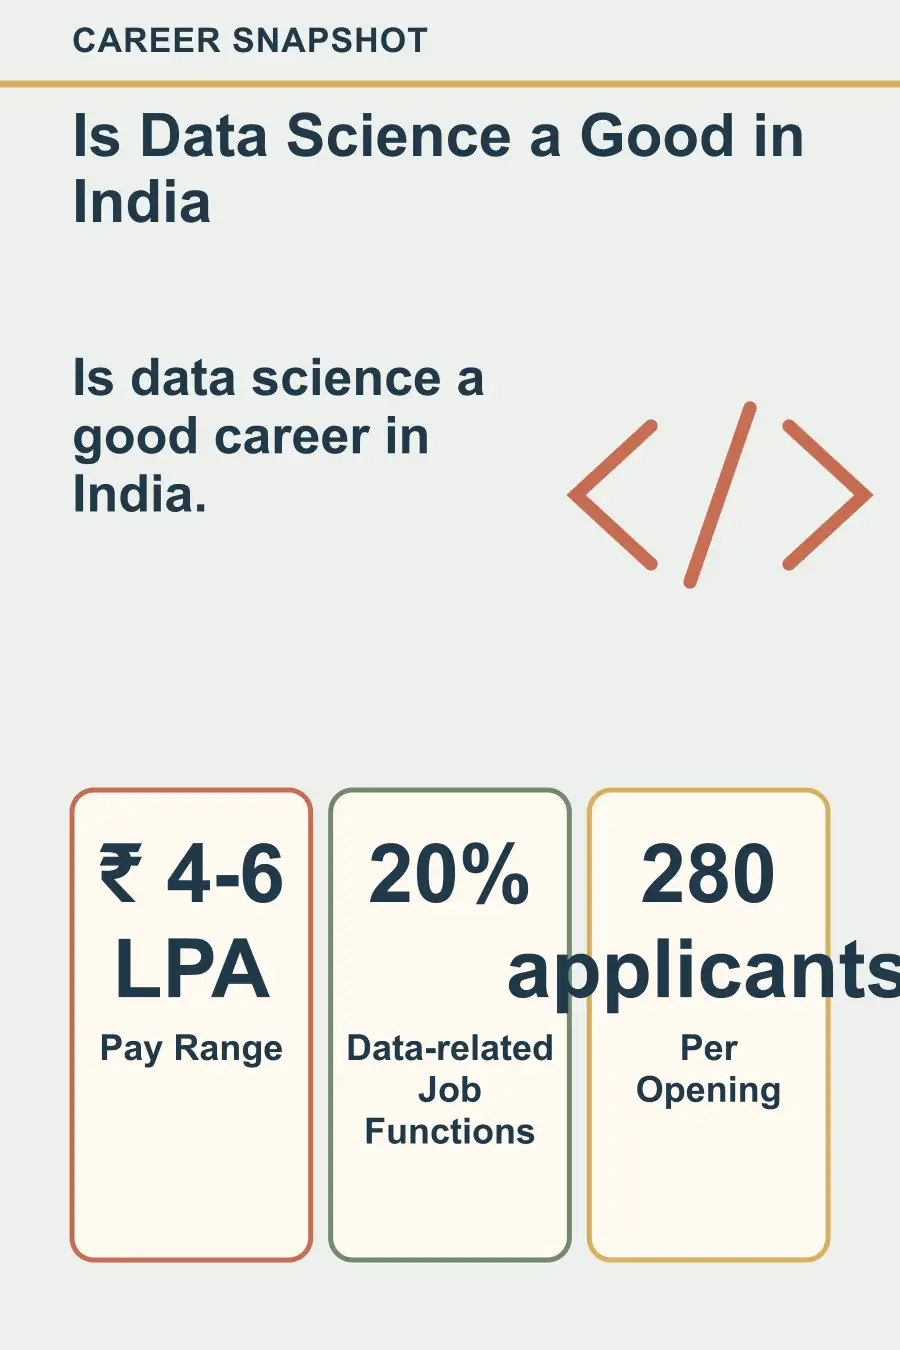 CAREER SNAPSHOT
Is Data Science a Good in
India
Is data science a
good career in
India.
₹ 4-6
LPA
Pay Range
20%
Data-related
Job
Functions
280
applicants
Per
Opening